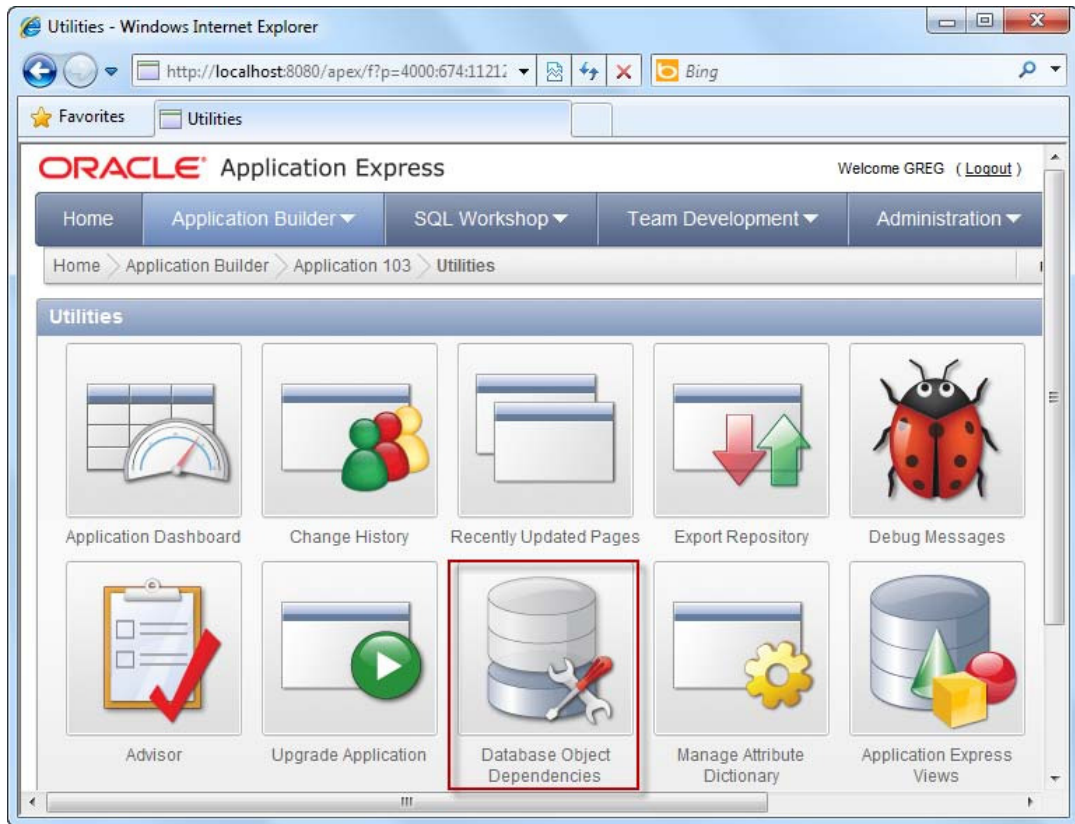 Utilities - Windows Internet Explorer
http://localhost:8080/apex/f?p=4000:674:11212
Bing
Favorites
Utilities
ORACLE Application Express
Welcome GREG ( Logout )
Home
Application Builder
SQL Workshop
Team Development
Administration
Home > Application Builder > Application 103 > Utilities
Utilities
Application Dashboard
Change History
Recently Updated Pages
Export Repository
Debug Messages
Advisor
Upgrade Application
Database Object
Dependencies
Manage Attribute
Dictionary
Application Express
Views